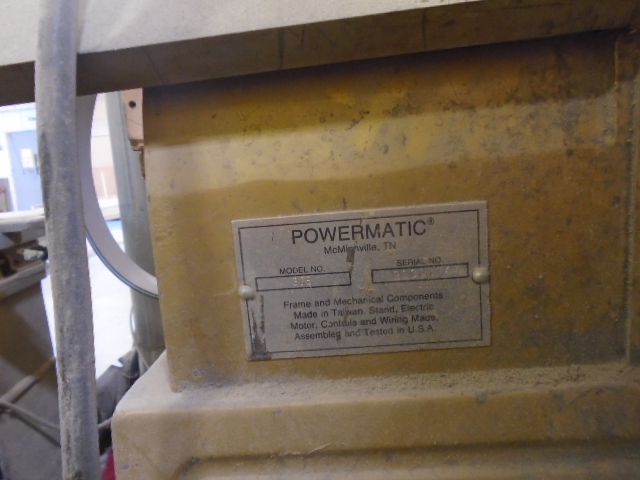 POWERMATIC®
McMinnville, TN
MODEL NO.
SERIAL NO.
Frame and Mechanical Components
Made in Taiwan. Stand, Electric
Motor, Controls and Wiring Made,
Assembled and Tested in U.S.A.